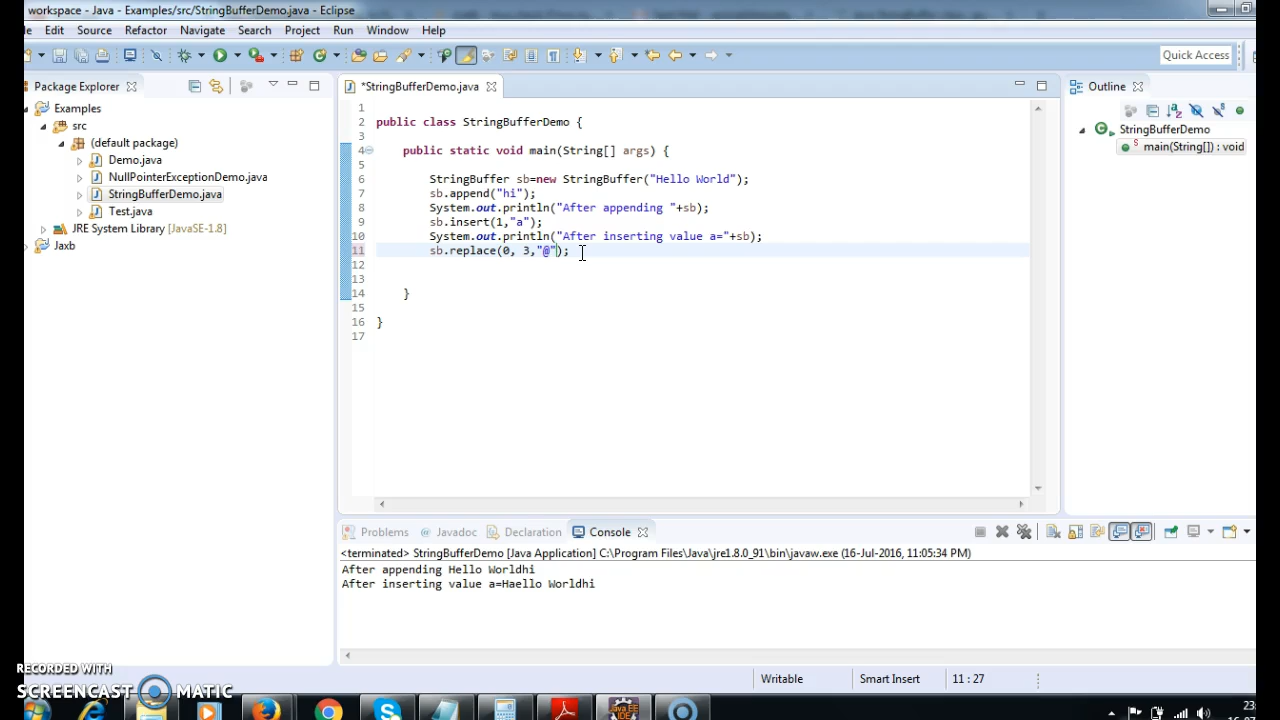 workspace - Java - Examples/src/StringBufferDemo.java - Eclipse
Edit Source Refactor Navigate Search Project Run Window Help
Quick Access
Package Explorer
*StringBufferDemo.java
Outline
Examples
src
(default package)
Demo.java
NullPointerExceptionDemo.java
StringBufferDemo.java
Test.java
JRE System Library [JavaSE-1.8]
Jaxb
1
2 public class StringBufferDemo {
3
4 public static void main(String[] args) {
5
6 StringBuffer sb=new StringBuffer("Hello World");
7 sb.append("hi");
8 System.out.println("After appending "+sb);
9 sb.insert(1,"a");
10 System.out.println("After inserting value a="+sb);
11 sb.replace(0, 3,"@");
12
13
14 }
15
16 }
17
StringBufferDemo
main(String[]) : void
Problems @ Javadoc Declaration Console
<terminated> StringBufferDemo [Java Application] C:\Program Files\Java\jre1.8.0_91\bin\javaw.exe (16-Jul-2016, 11:05:34 PM)
After appending Hello Worldhi
After inserting value a=Haello Worldhi
Writable Smart Insert 11 : 27
RECORDED WITH
SCREENCAST MATIC